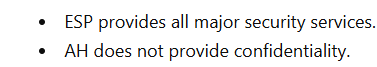 • ESP provides all major security services.
• AH does not provide confidentiality.